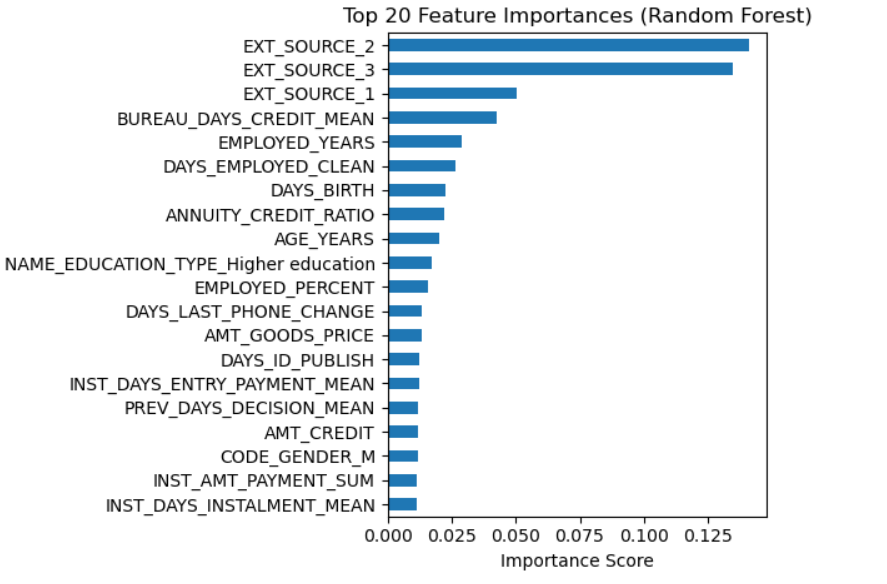 Top 20 Feature Importances (Random Forest)
EXT_SOURCE_2
EXT_SOURCE_3
EXT_SOURCE_1
BUREAU_DAYS_CREDIT_MEAN
EMPLOYED_YEARS
DAYS_EMPLOYED_CLEAN
DAYS_BIRTH
ANNUITY_CREDIT_RATIO
AGE_YEARS
NAME_EDUCATION_TYPE_Higher education
EMPLOYED_PERCENT
DAYS_LAST_PHONE_CHANGE
AMT_GOODS_PRICE
DAYS_ID_PUBLISH
INST_DAYS_ENTRY_PAYMENT_MEAN
PREV_DAYS_DECISION_MEAN
AMT_CREDIT
CODE_GENDER_M
INST_AMT_PAYMENT_SUM
INST_DAYS_INSTALMENT_MEAN
0.000 0.025 0.050 0.075 0.100 0.125
Importance Score